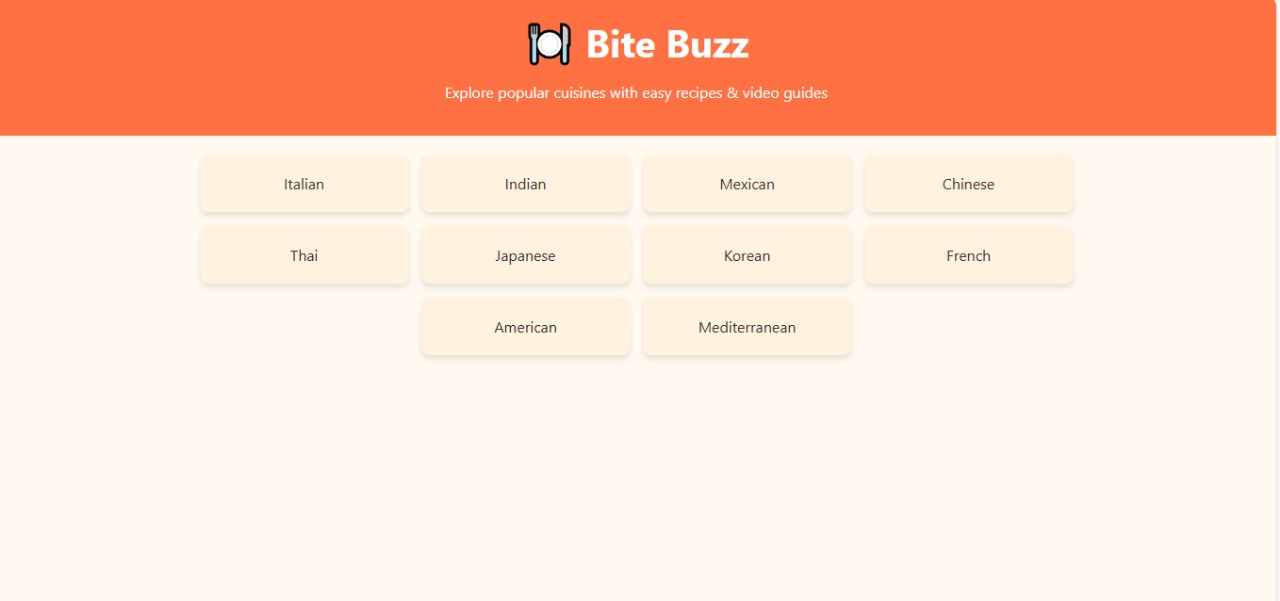 🍽️ Bite Buzz
Explore popular cuisines with easy recipes & video guides
Italian Indian Mexican Chinese
Thai Japanese Korean French
American Mediterranean